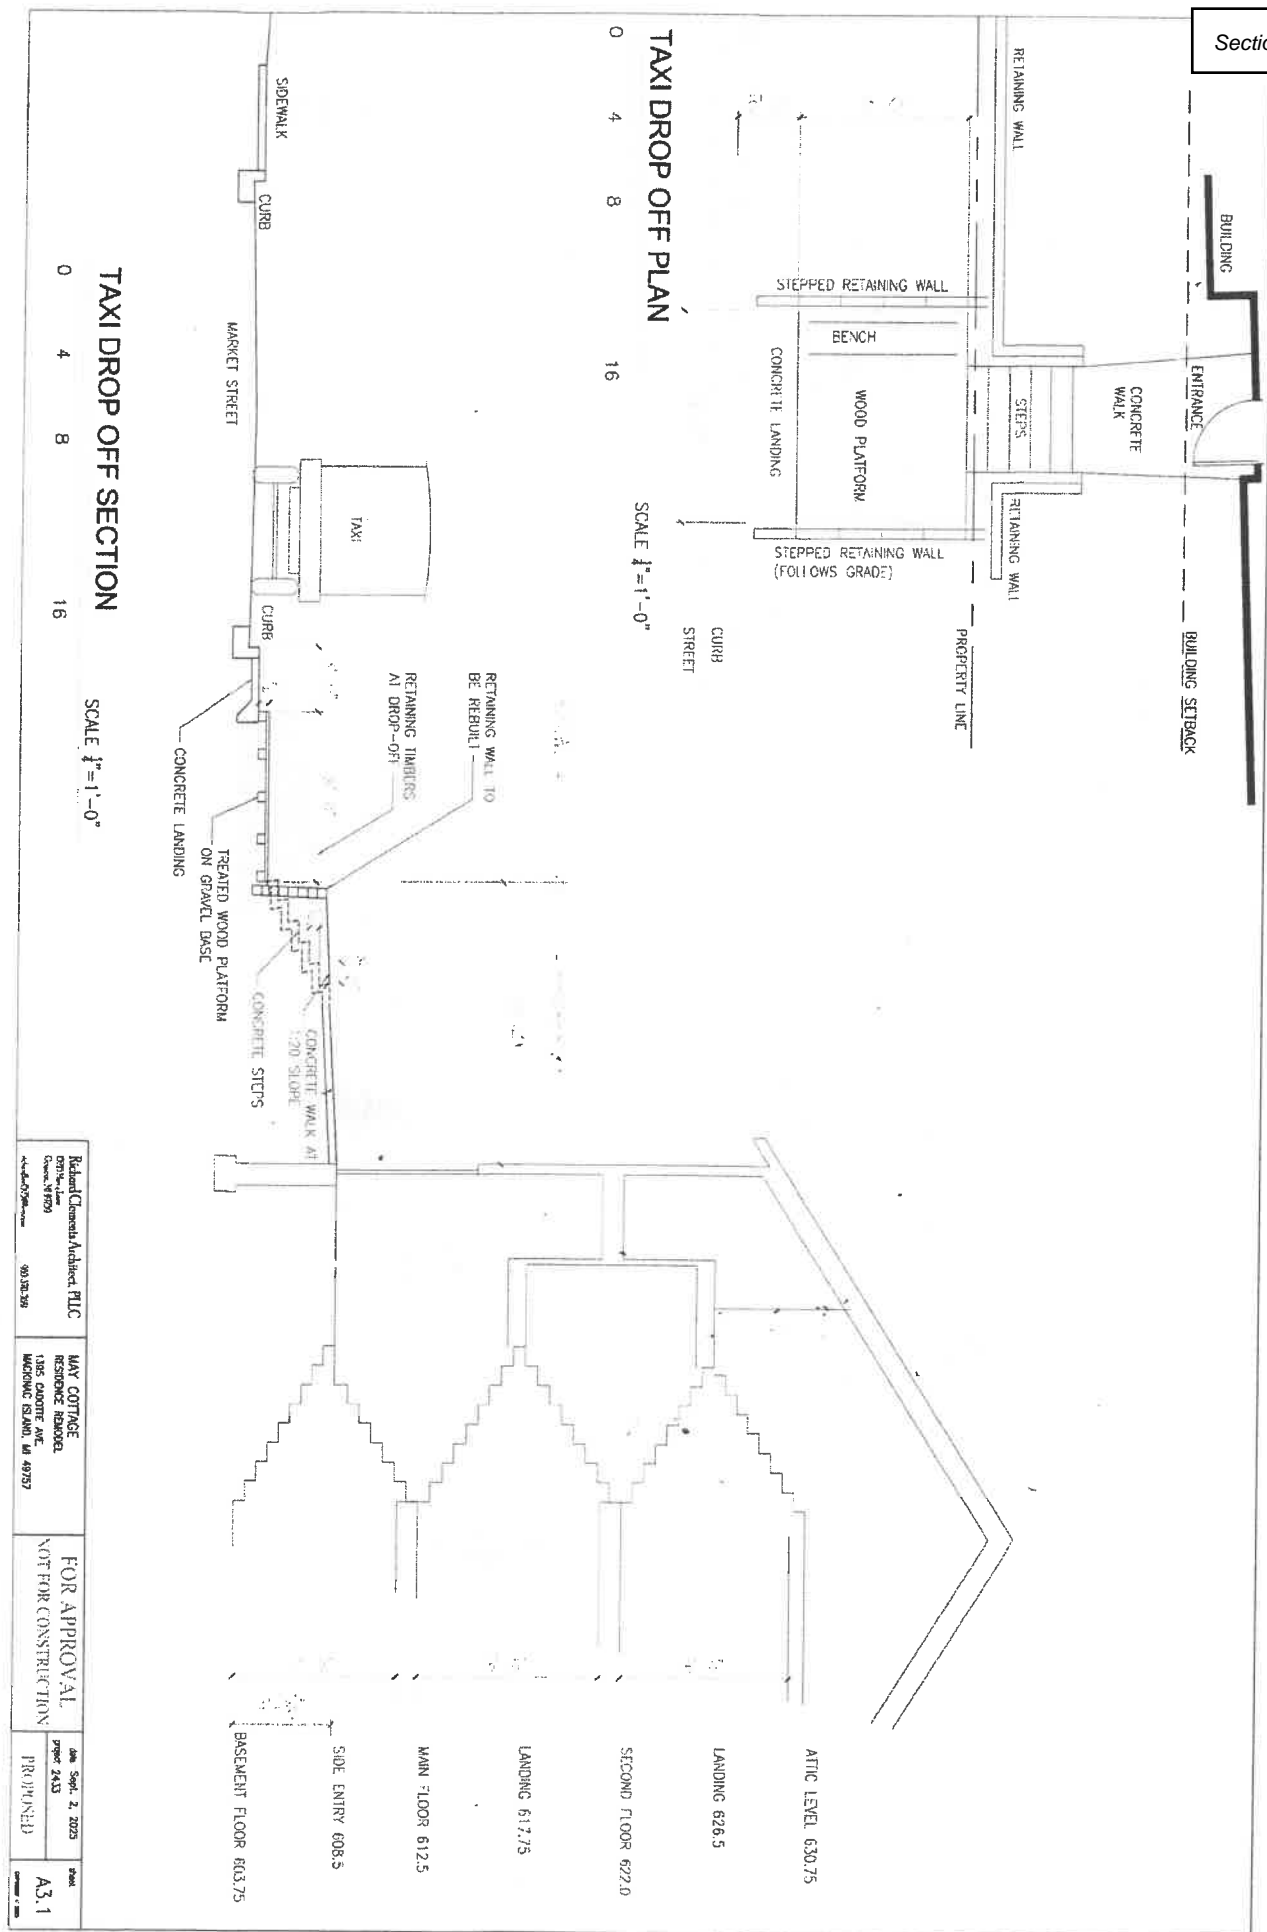 Sectio
BUILDING
ENTRANCE
BUILDING SETBACK
RETAINING WALL
CONCRETE
WALK
STEPS
RETAINING WALL
PROPERTY LINE
STEPPED RETAINING WALL
BENCH
WOOD PLATFORM
CONCRETE LANDING
STEPPED RETAINING WALL
(FOLLOWS GRADE)
CURB
STREET
TAXI DROP OFF PLAN
SCALE ¼"=1'-0"
0 4 8 16
SIDEWALK
CURB
MARKET STREET
TAXI
CURB
RETAINING WALL TO
BE REBUILT
RETAINING TIMBERS
AT DROP-OFF
CONCRETE LANDING
TREATED WOOD PLATFORM
ON GRAVEL BASE
CONCRETE STEPS
CONCRETE WALK AT
1:20 SLOPE
ATTIC LEVEL 630.75
LANDING 626.5
SECOND FLOOR 622.0
LANDING 617.75
MAIN FLOOR 612.5
SIDE ENTRY 608.5
BASEMENT FLOOR 603.75
TAXI DROP OFF SECTION
SCALE ¼"=1'-0"
0 4 8 16
Richard Clements Architect, PLLC
MAY COTTAGE
RESIDENCE REMODEL
1395 CADOTTE AVE.
MACKINAC ISLAND, MI 49757
FOR APPROVAL
NOT FOR CONSTRUCTION
date Sept. 2, 2025
project 2433
PROPOSED
sheet
A3.1